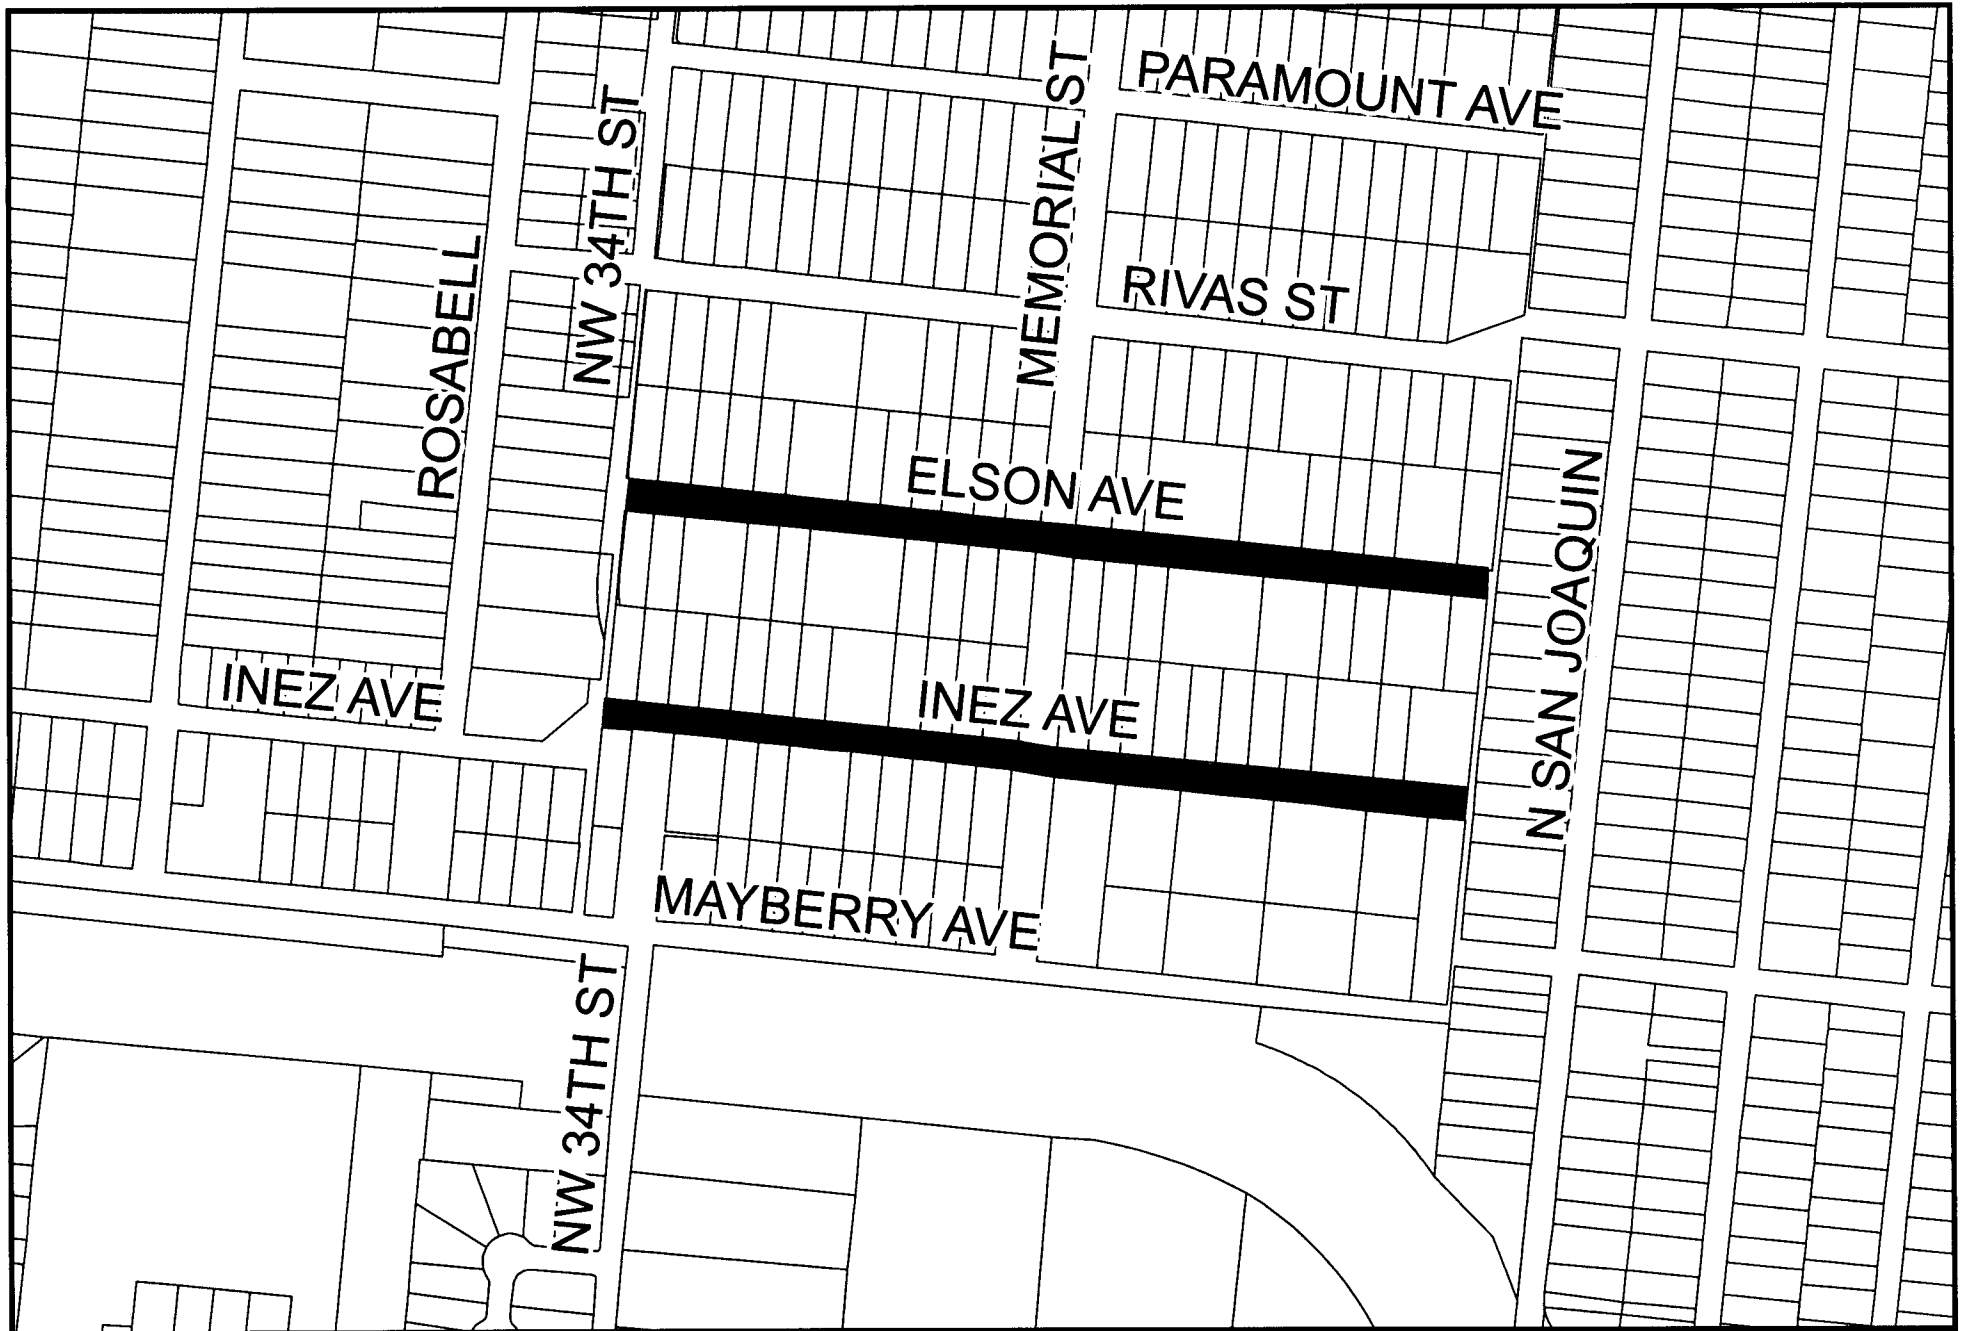 PARAMOUNT AVE
NW 34TH ST
MEMORIAL ST
ROSABELL
RIVAS ST
ELSON AVE
N SAN JOAQUIN
INEZ AVE
INEZ AVE
MAYBERRY AVE
NW 34TH ST